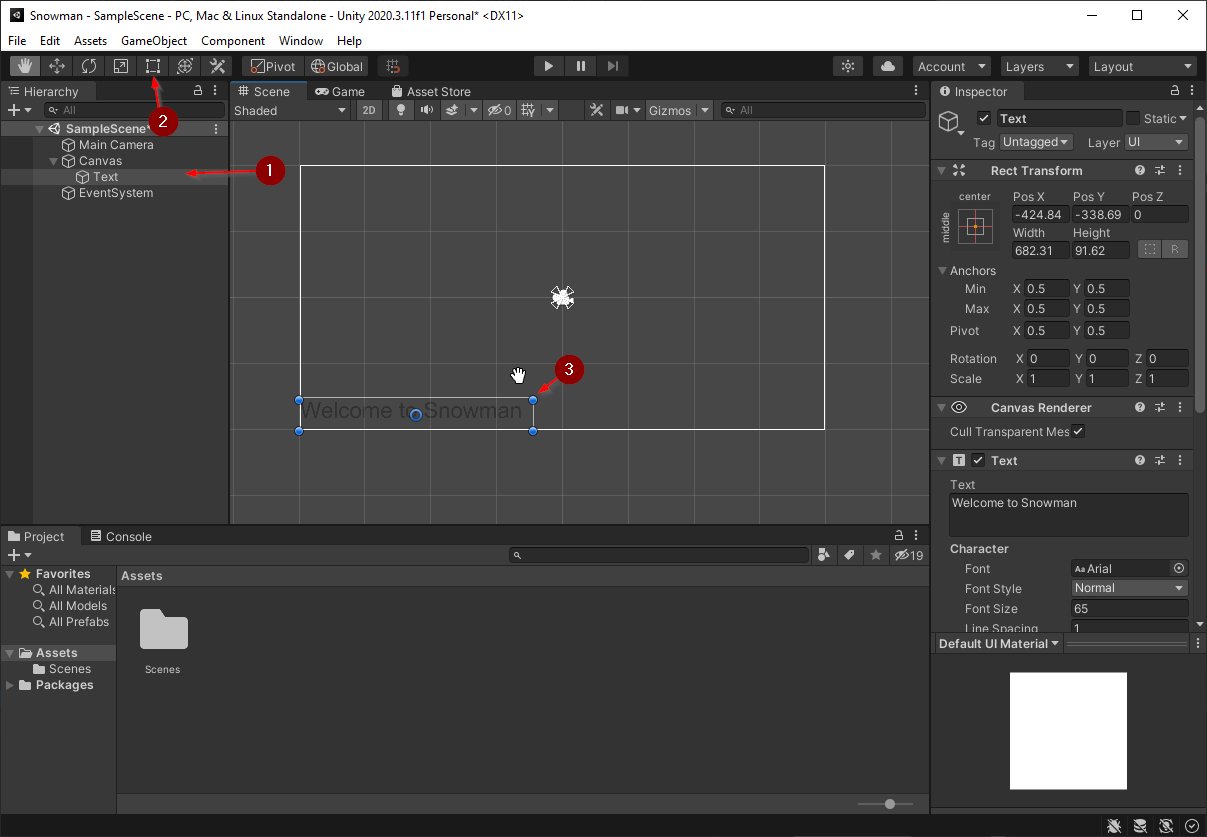 Snowman - SampleScene - PC, Mac & Linux Standalone - Unity 2020.3.11f1 Personal* <DX11>
File Edit Assets GameObject Component Window Help
Pivot Global Account Layers Layout
2
Hierarchy
All
SampleScene*
Main Camera
Canvas
Text
EventSystem
1
Scene Game Asset Store
Shaded 2D 0 Gizmos All
Welcome to Snowman
3
Inspector
Text Static
Tag Untagged Layer UI
Rect Transform
center Pos X Pos Y Pos Z
middle -424.84 -338.69 0
Width Height
682.31 91.62 R
Anchors
Min X 0.5 Y 0.5
Max X 0.5 Y 0.5
Pivot X 0.5 Y 0.5
Rotation X 0 Y 0 Z 0
Scale X 1 Y 1 Z 1
Canvas Renderer
Cull Transparent Mes
T Text
Text
Welcome to Snowman
Character
Font Aa Arial
Font Style Normal
Font Size 65
Line Spacing 1
Default UI Material
Project Console
19
Favorites
All Materials
All Models
All Prefabs
Assets
Scenes
Packages
Assets
Scenes